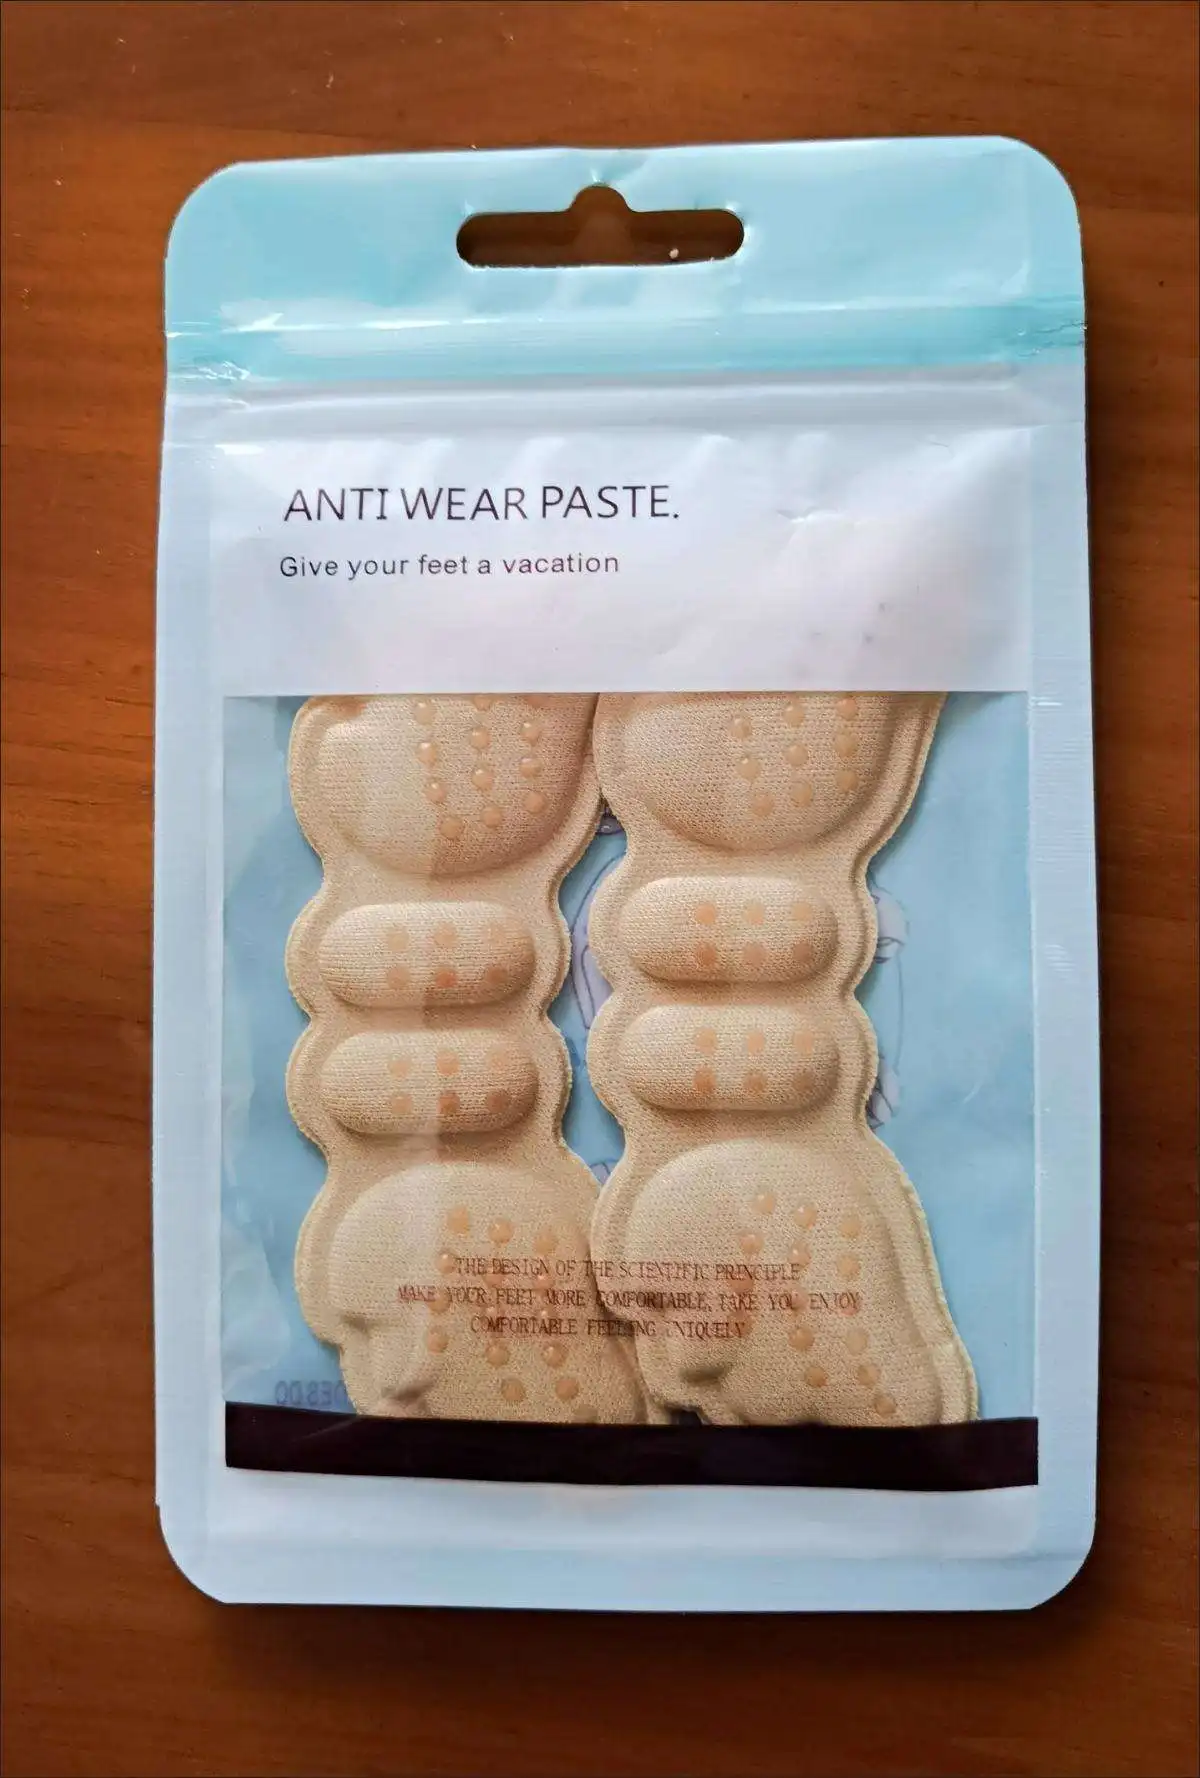 ANTI WEAR PASTE.
Give your feet a vacation
THE DESIGN OF THE SCIENTIFIC PRINCIPLE
MAKE YOUR FEET MORE COMFORTABLE, TAKE YOU ENJOY
COMFORTABLE FEELING UNIQUELY